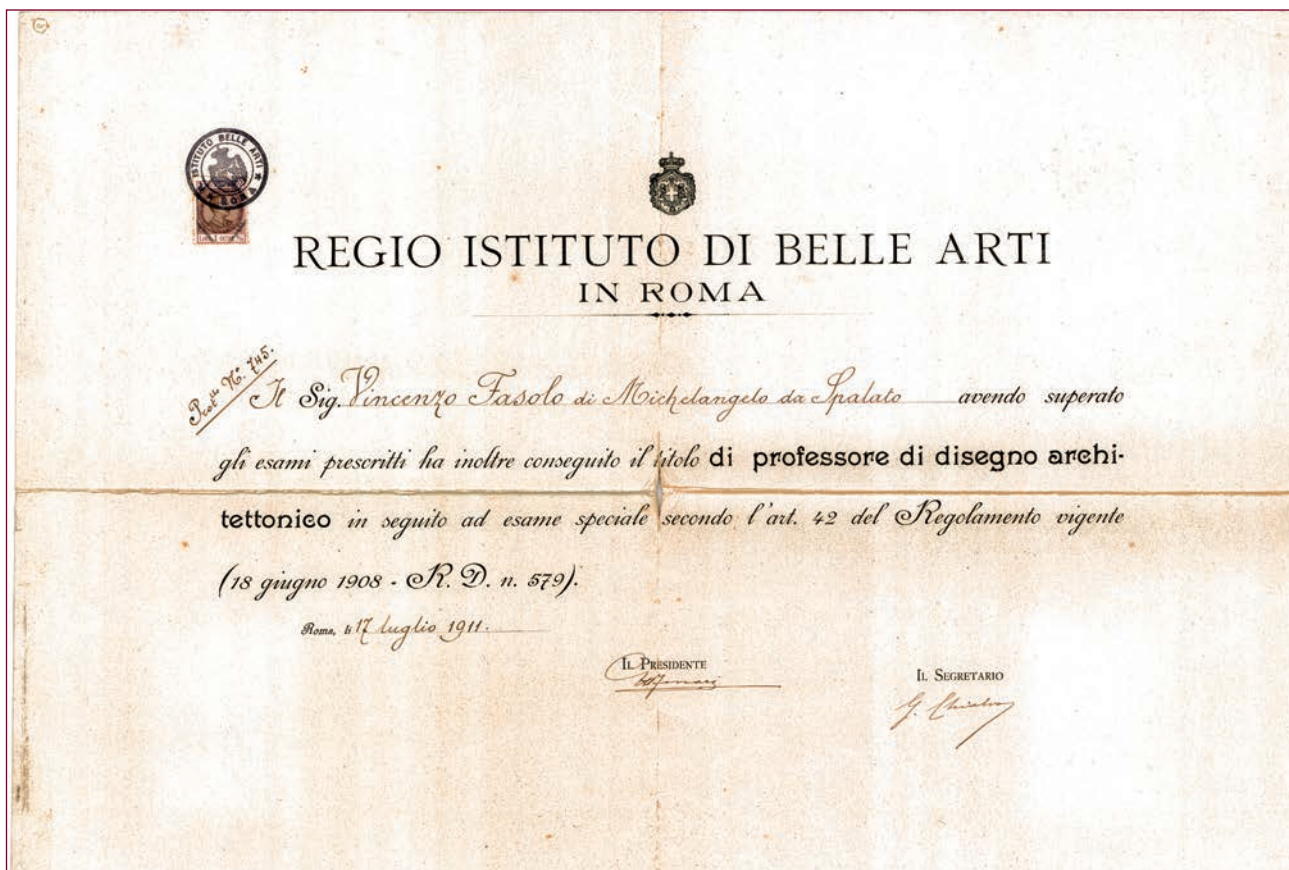 R. ISTITUTO BELLE ARTI
ROMA
REGIO ISTITUTO DI BELLE ARTI
IN ROMA
Prot.llo N.o 745.
Il Sig. Vincenzo Fasolo di Michelangelo da Spalato avendo superato
gli esami prescritti ha inoltre conseguito il titolo di professore di disegno archi-
tettonico in seguito ad esame speciale secondo l'art. 42 del Regolamento vigente
(18 giugno 1908 - R. D. n. 579).
Roma, li 17 luglio 1911.
IL PRESIDENTE
IL SEGRETARIO